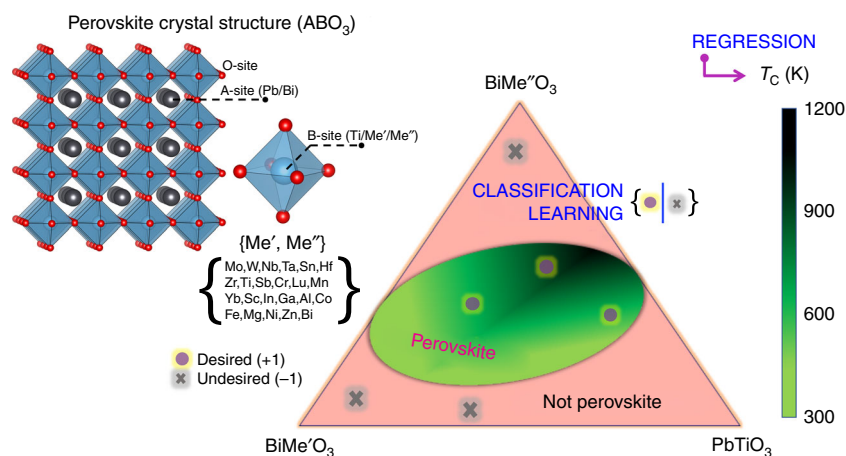 Perovskite crystal structure (ABO₃)
O-site
A-site (Pb/Bi)
B-site (Ti/Me′/Me″)
{Me′, Me″}
{ Mo,W,Nb,Ta,Sn,Hf
Zr,Ti,Sb,Cr,Lu,Mn
Yb,Sc,In,Ga,Al,Co
Fe,Mg,Ni,Zn,Bi }
Desired (+1)
Undesired (−1)
REGRESSION
T_C (K)
1200
900
600
300
BiMe″O₃
CLASSIFICATION
LEARNING { | }
Perovskite
Not perovskite
BiMe′O₃
PbTiO₃